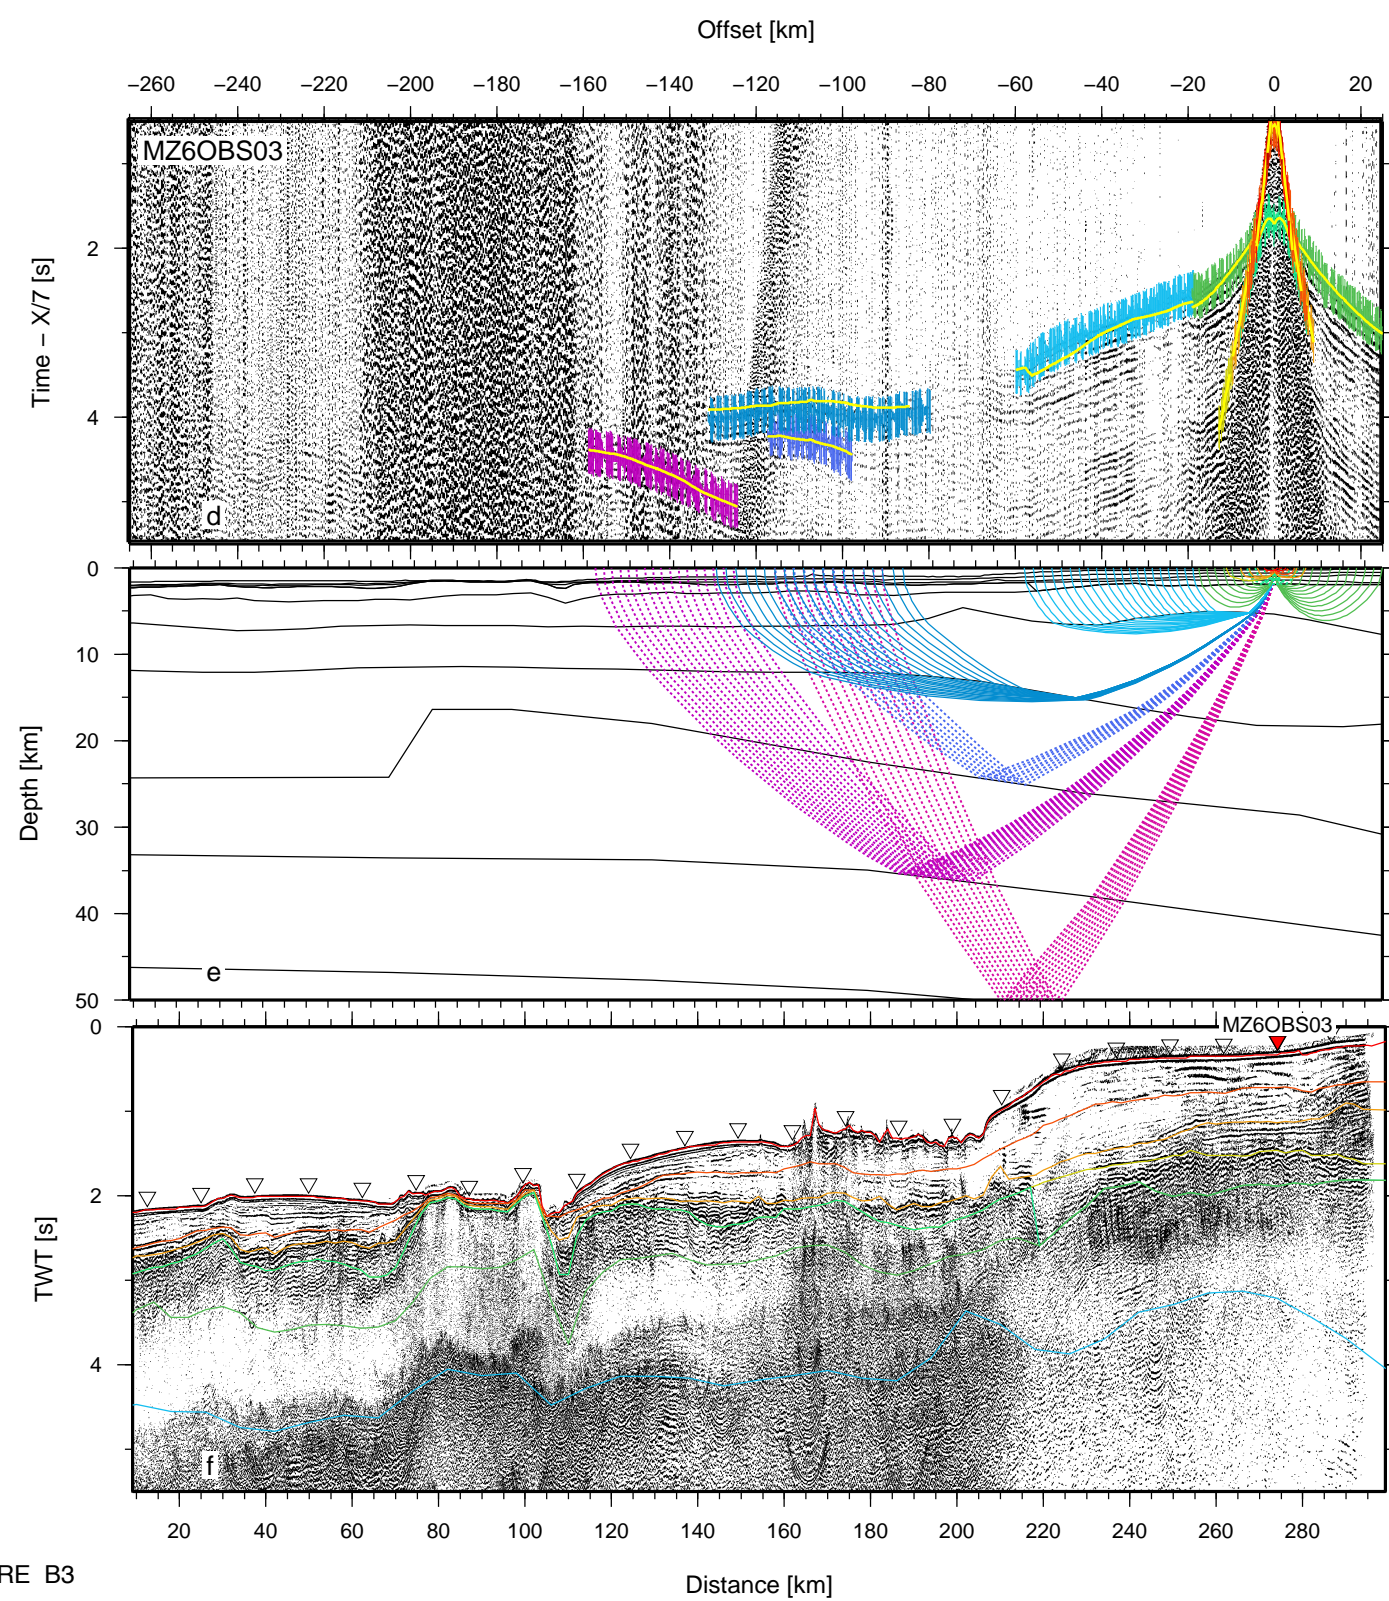 Offset [km]
−260 −240 −220 −200 −180 −160 −140 −120 −100 −80 −60 −40 −20 0 20
MZ6OBS03
2
4
Time − X/7 [s]
d
0
10
20
30
40
50
Depth [km]
e
MZ6OBS03
0
2
4
TWT [s]
f
20 40 60 80 100 120 140 160 180 200 220 240 260 280
RE B3
Distance [km]